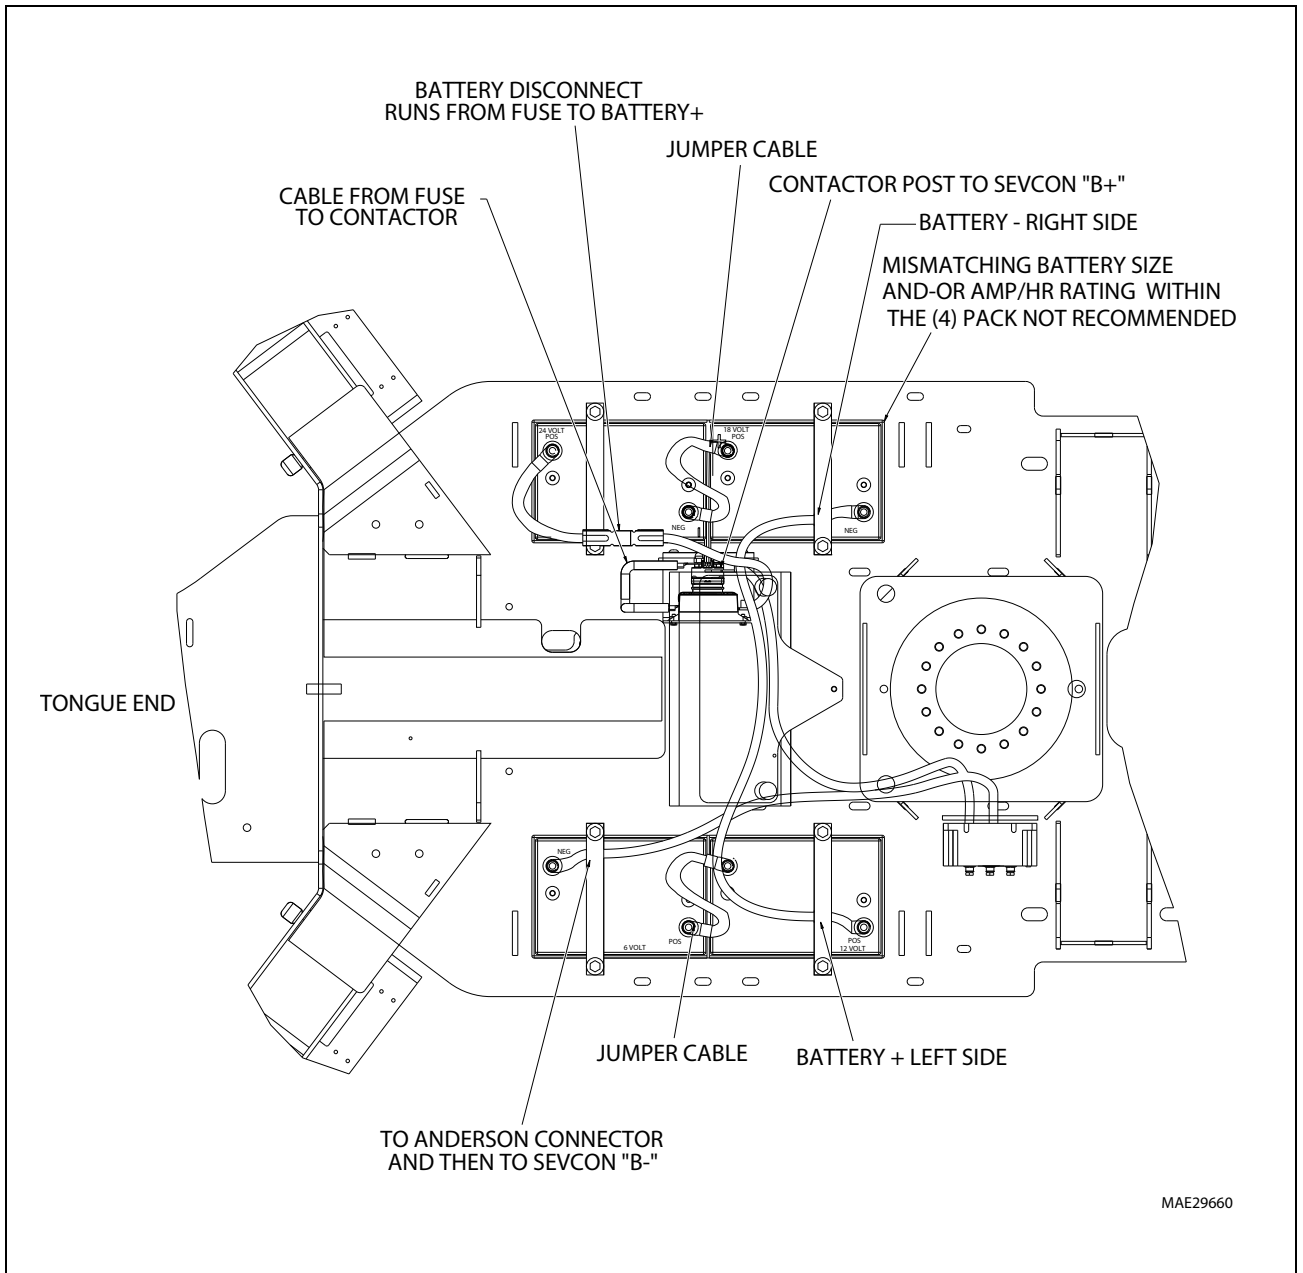 BATTERY DISCONNECT
RUNS FROM FUSE TO BATTERY+
JUMPER CABLE
CONTACTOR POST TO SEVCON "B+"
CABLE FROM FUSE
TO CONTACTOR
BATTERY - RIGHT SIDE
MISMATCHING BATTERY SIZE
AND-OR AMP/HR RATING WITHIN
THE (4) PACK NOT RECOMMENDED
24 VOLT
POS
18 VOLT
POS
NEG
NEG
TONGUE END
NEG
POS
6 VOLT
POS
12 VOLT
JUMPER CABLE
BATTERY + LEFT SIDE
TO ANDERSON CONNECTOR
AND THEN TO SEVCON "B-"
MAE29660